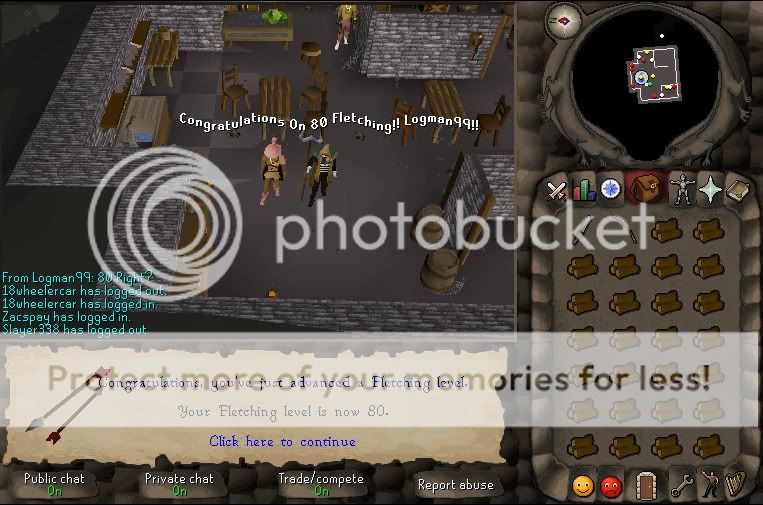 Congratulations On 80 Fletching!! Logman99!!
photobucket
From Logman99: 80 Right?
18wheelercar has logged out.
18wheelercar has logged in.
Zacspay has logged in.
Slayer338 has logged out.
Protect more of your memories for less!
Congratulations, you've just advanced a Fletching level.
Your Fletching level is now 80.
Click here to continue
Public chat
On
Private chat
On
Trade/compete
On
Report abuse